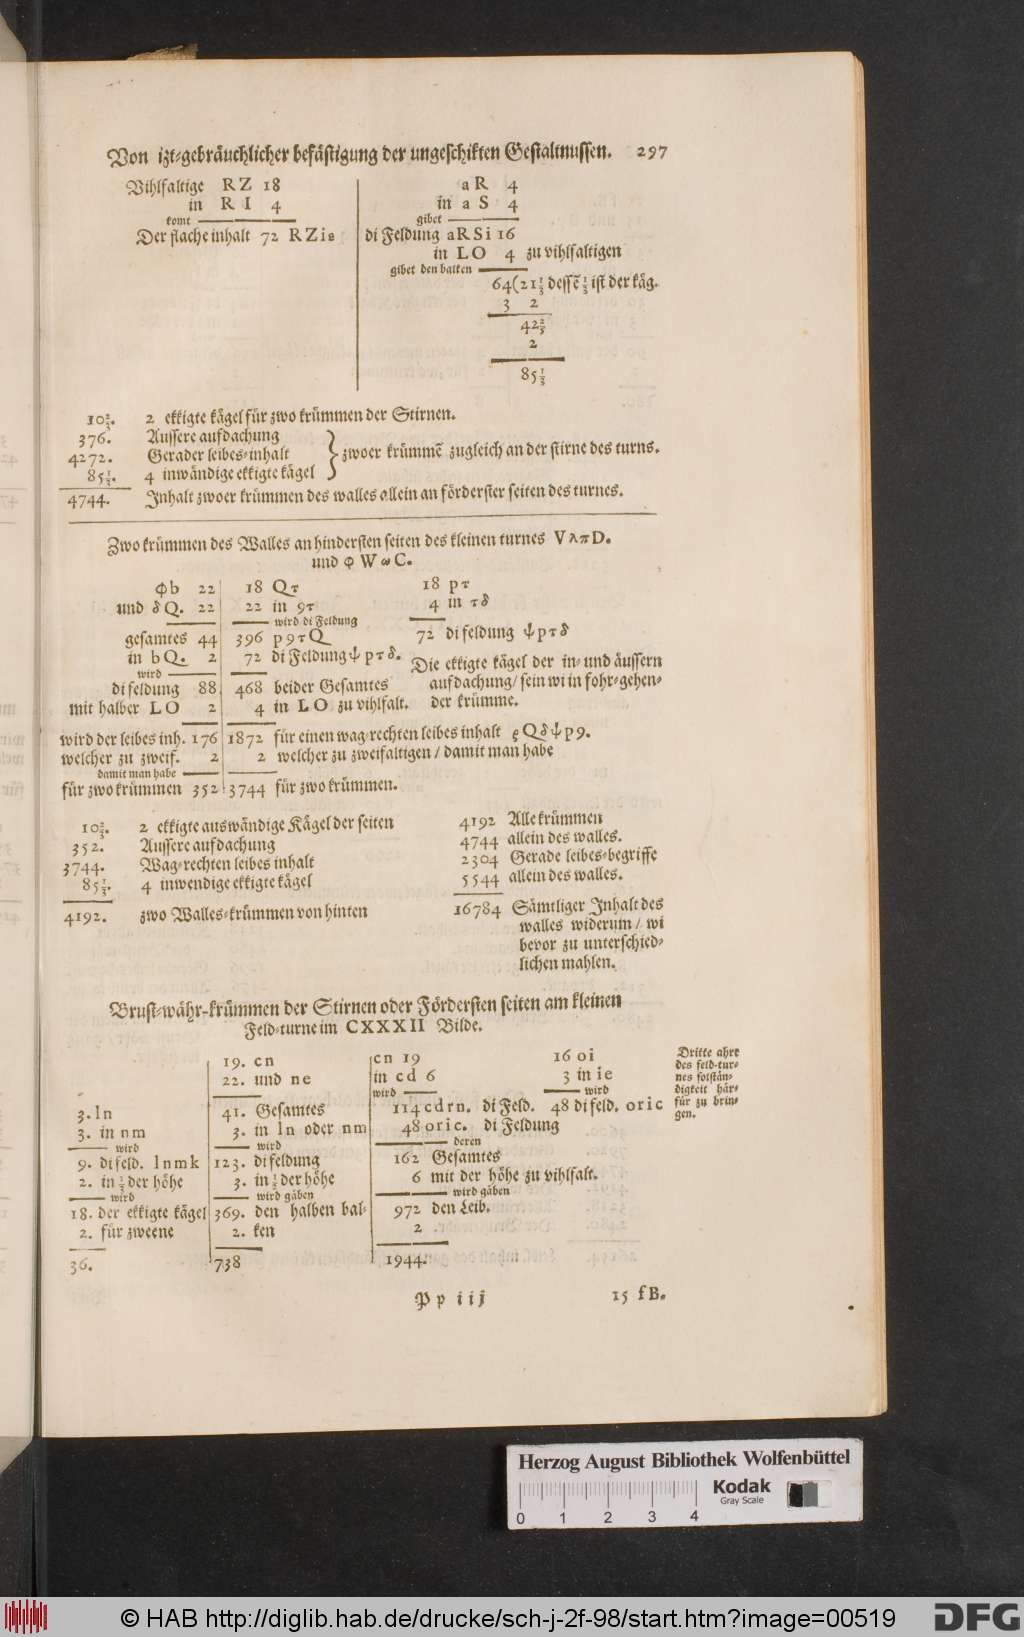 Von izt-gebräuchlicher befästigung der ungeschikten Gestaltnussen. 297
Vihlfaltige RZ 18
in RI 4
komt
Der flache inhalt 72 RZis
aR 4
in aS 4
gibet
di Feldung aRSi 16
in LO 4 zu vihlfaltigen
gibet den balken
64(21⅓ dessẽ ⅓ ist der käg.
3 2
42⅔
2
85⅓
10⅔. 2 ekkigte kägel für zwo krümmen der Stirnen.
376. Äussere aufdachung
4272. Gerader leibes-inhalt
85⅓. 4 inwändige ekkigte kägel
} zwoer krümmẽ zugleich an der stirne des turns.
4744. Inhalt zwoer krümmen des walles allein an förderster seiten des turnes.
Zwo krümmen des Walles an hindersten seiten des kleinen turnes VλπD.
und φWωC.
Φb 22
und δQ. 22
gesamtes 44
in bQ. 2
wird
di feldung 88
mit halber LO 2
wird der leibes inh. 176
welcher zu zweif. 2
damit man habe
für zwo krümmen 352
18 Qτ
22 in 9τ
wird di Feldung
396 p9τQ
72 di Feldung ψpτδ.
468 beider Gesamtes
4 in LO zu vihlfalt.
1872 für einen wag-rechten leibes inhalt ϱQδψp9.
2 welcher zu zweifaltigen / damit man habe
3744 für zwo krümmen.
18 pτ
4 in τδ
72 di feldung ψpτδ
Die ekkigte kägel der in- und äussern
aufdachung / sein wi in fohr-gehen-
der krümme.
10⅔. 2 ekkigte auswändige Kägel der seiten
352. Äussere aufdachung
3744. Wag-rechten leibes inhalt
85⅓. 4 inwendige ekkigte kägel
4192. zwo Walles-krümmen von hinten
4192 Alle krümmen
4744 allein des walles.
2304 Gerade leibes-begriffe
5544 allein des walles.
16784 Sämtliger Inhalt des
walles widerum / wi
bevor zu unterschied-
lichen mahlen.
Brust-währ-krümmen der Stirnen oder Fördersten seiten am kleinen
Feld-turne im CXXXII Bilde.
3. ln
3. in nm
wird
9. di feld. lnmk
2. in ⅓ der höhe
wird
18. der ekkigte kägel
2. für zweene
36.
19. cn
22. und ne
41. Gesamtes
3. in ln oder nm
wird
123. di feldung
3. in ½ der höhe
wird gäben
369. den halben bal-
2. ken
738
cn 19
in cd 6
wird
114 cdrn. di Feld.
48 oric. di Feldung
deren
162 Gesamtes
6 mit der höhe zu vihlfalt.
wird gäben
972 den Leib.
2
1944.
16 oi
3 in ie
wird
48 di feld. oric
Dritte ahrt
des feld-tur-
nes folstän-
digkeit här-
für zu brin-
gen.
Pp iij
15 fB.
Herzog August Bibliothek Wolfenbüttel
Kodak
Gray Scale
0 1 2 3 4
© HAB http://diglib.hab.de/drucke/sch-j-2f-98/start.htm?image=00519
DFG